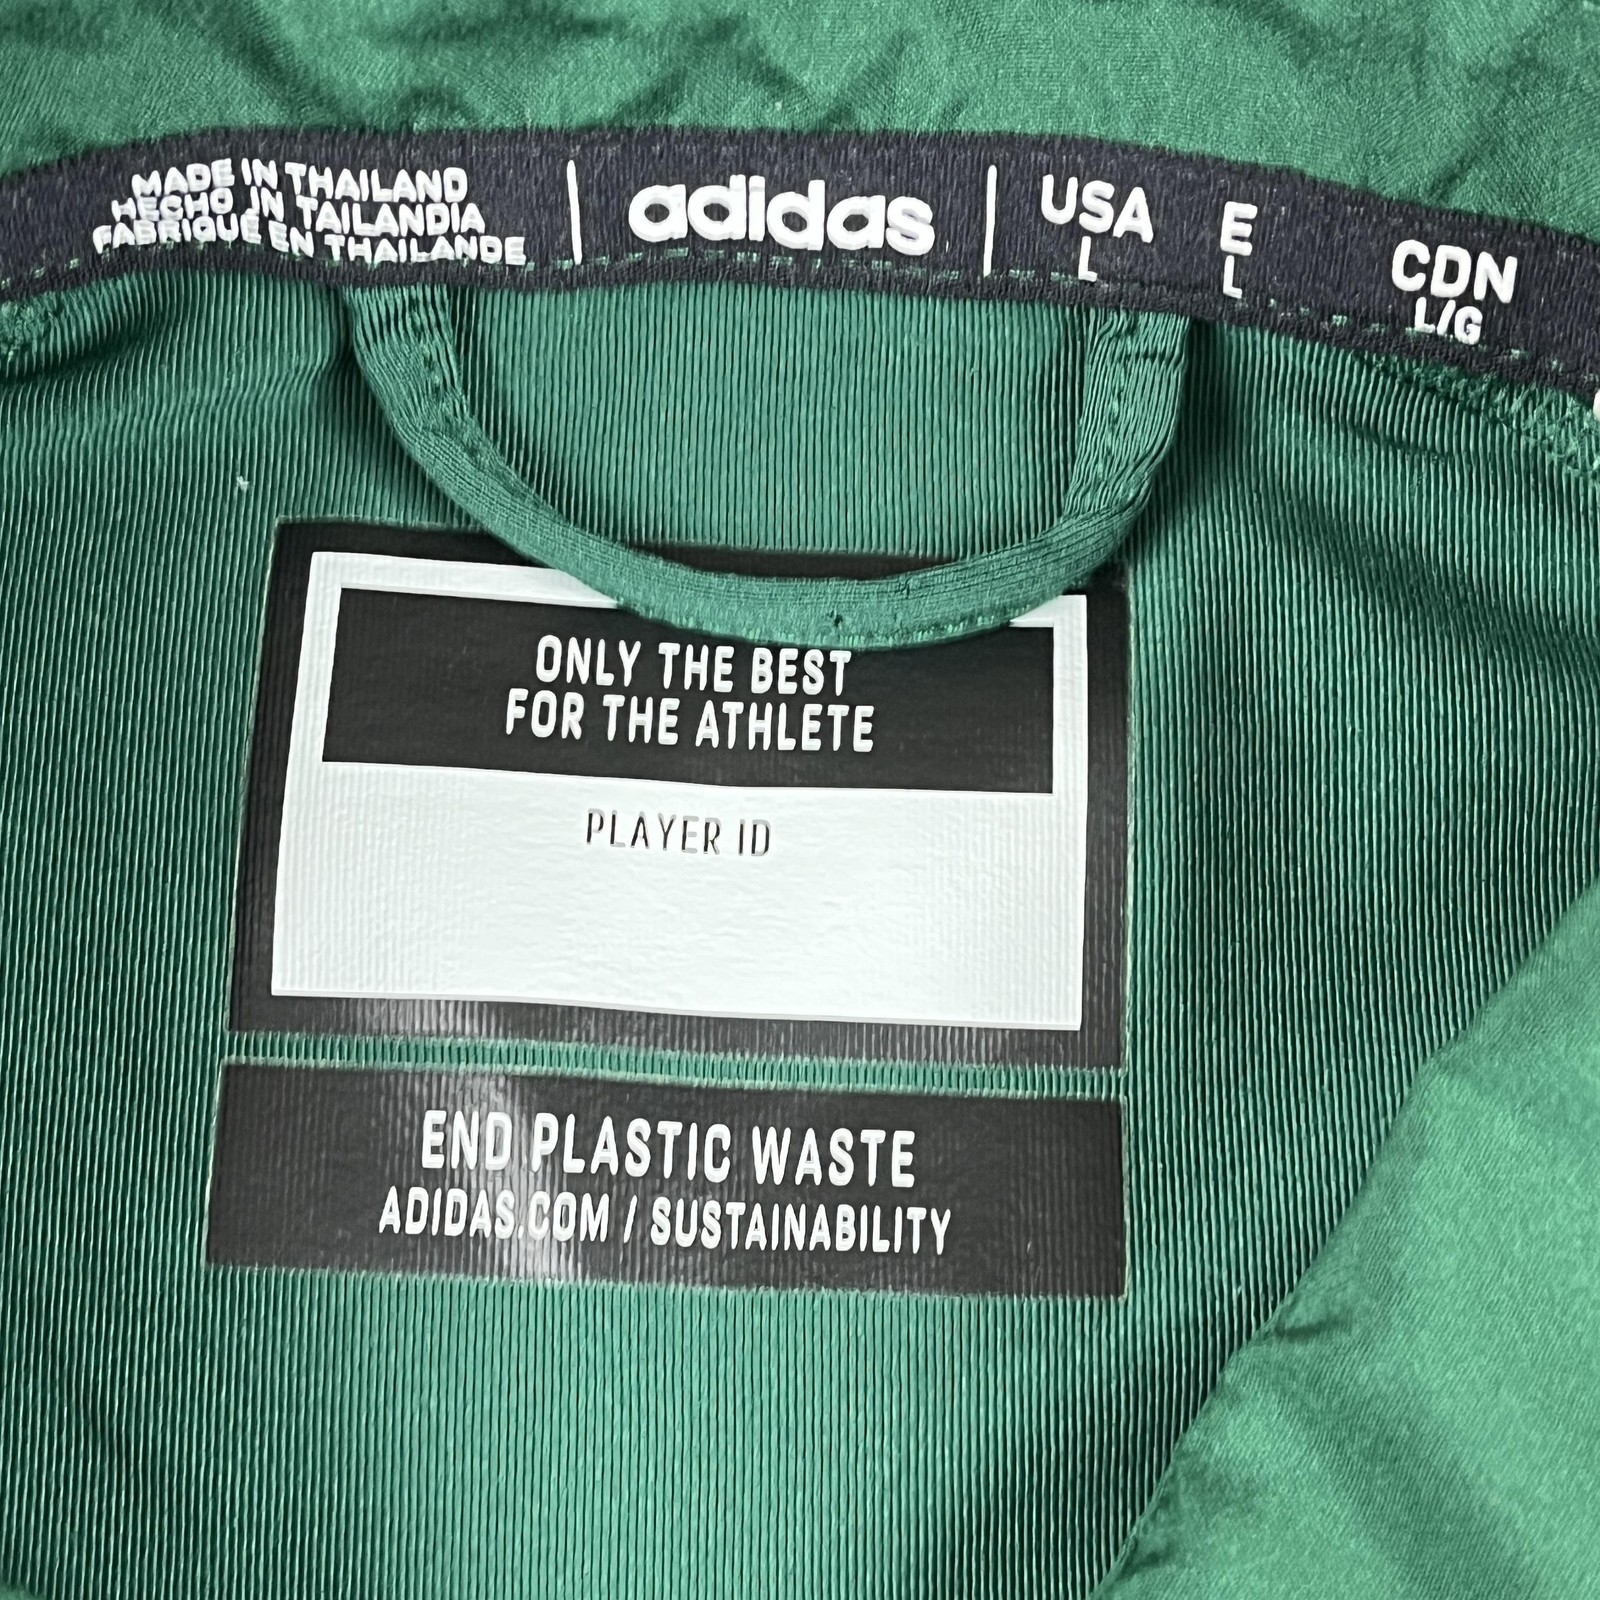 MADE IN THAILAND
HECHO IN TAILANDIA
FABRIQUÉ EN THAILANDE
adidas
USA E CDN
L L L/G
ONLY THE BEST
FOR THE ATHLETE
PLAYER ID
END PLASTIC WASTE
ADIDAS.COM / SUSTAINABILITY